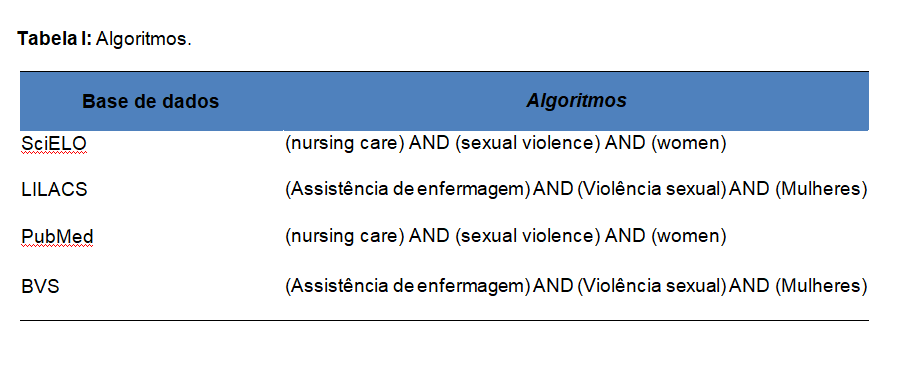 Tabela I: Algoritmos.
Base de dados Algoritmos
SciELO (nursing care) AND (sexual violence) AND (women)
LILACS (Assistência de enfermagem) AND (Violência sexual) AND (Mulheres)
PubMed (nursing care) AND (sexual violence) AND (women)
BVS (Assistência de enfermagem) AND (Violência sexual) AND (Mulheres)